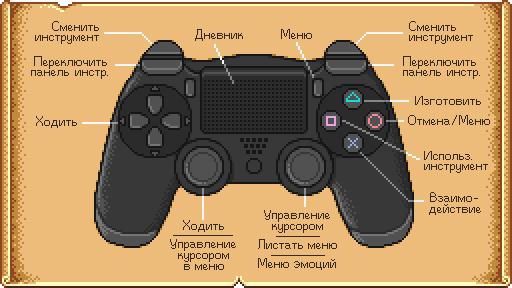 Сменить
инструмент
Переключить
панель инстр.
Ходить
Дневник
Меню
Сменить
инструмент
Переключить
панель инстр.
Изготовить
Отмена/Меню
Использ.
инструмент
Взаимо-
действие
Ходить
Управление
курсором
в меню
Управление
курсором
Листать меню
Меню эмоций